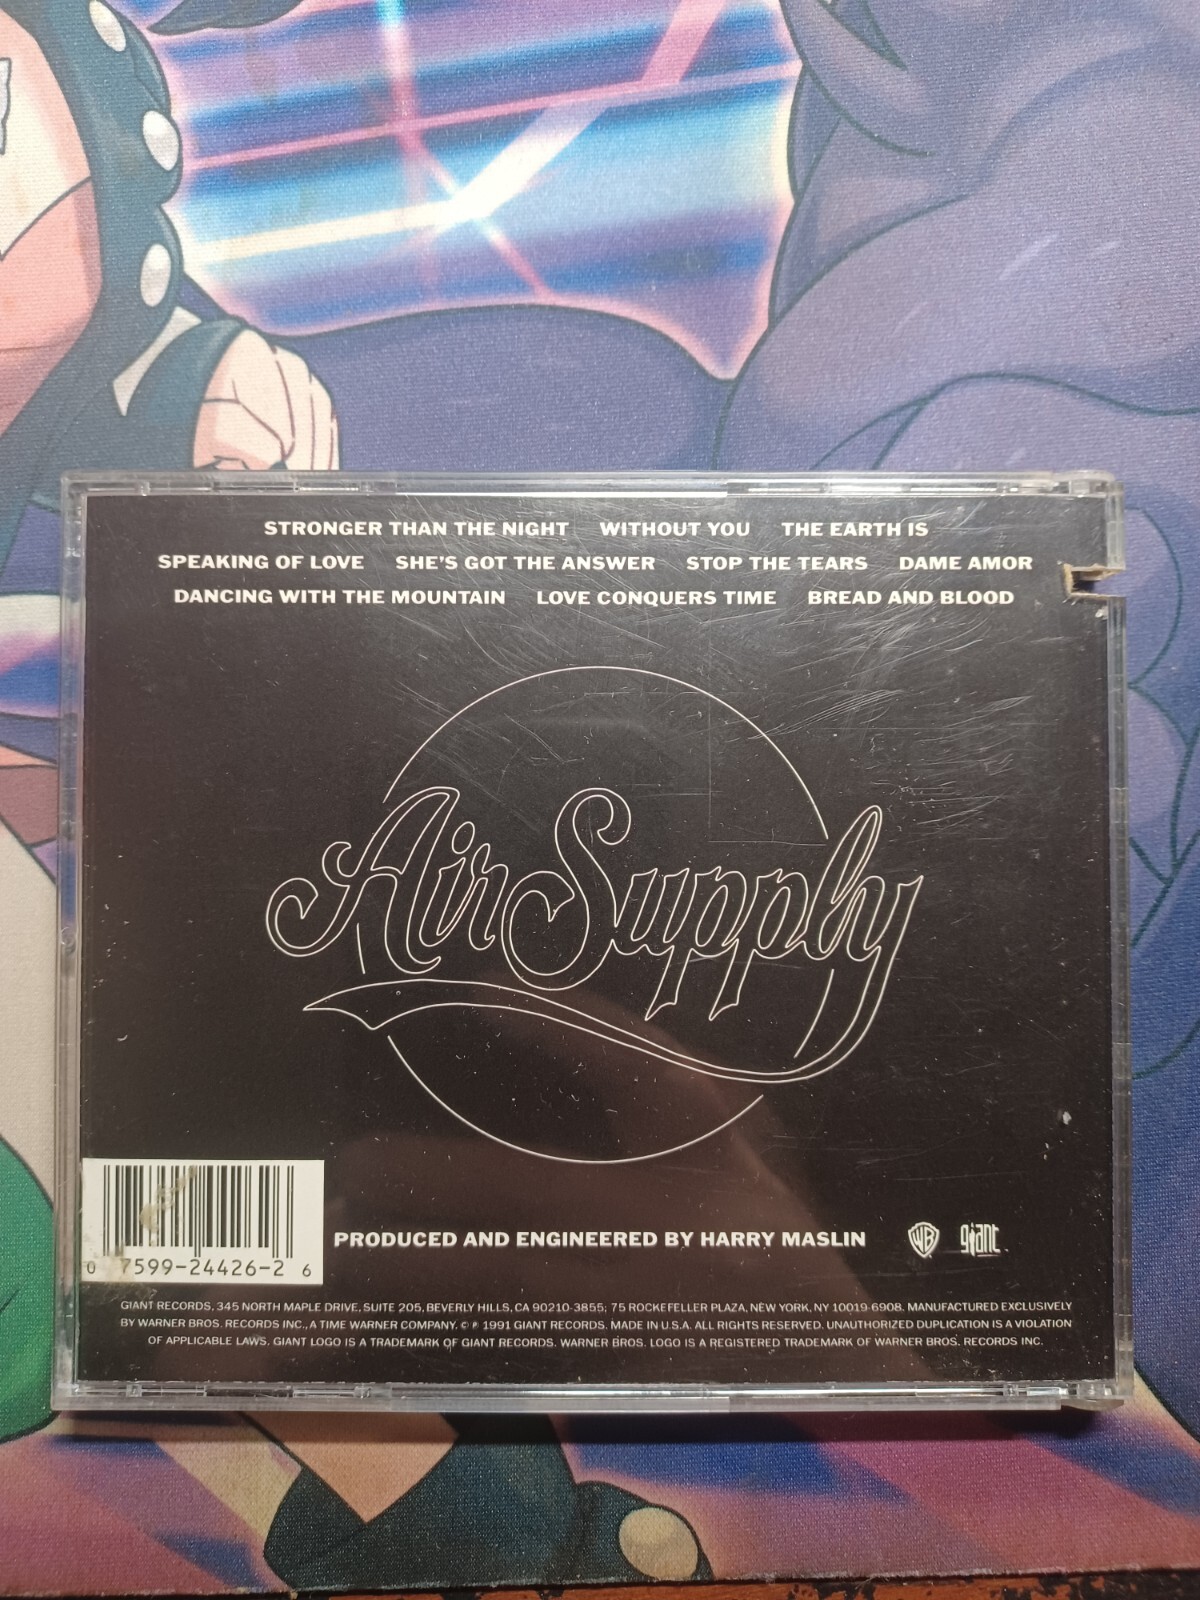 STRONGER THAN THE NIGHT WITHOUT YOU THE EARTH IS
SPEAKING OF LOVE SHE'S GOT THE ANSWER STOP THE TEARS DAME AMOR
DANCING WITH THE MOUNTAIN LOVE CONQUERS TIME BREAD AND BLOOD
Air Supply
0 7599-24426-2 6
PRODUCED AND ENGINEERED BY HARRY MASLIN
WB
giant
GIANT RECORDS, 345 NORTH MAPLE DRIVE, SUITE 205, BEVERLY HILLS, CA 90210-3855; 75 ROCKEFELLER PLAZA, NEW YORK, NY 10019-6908. MANUFACTURED EXCLUSIVELY
BY WARNER BROS. RECORDS INC., A TIME WARNER COMPANY. © ℗ 1991 GIANT RECORDS. MADE IN U.S.A. ALL RIGHTS RESERVED. UNAUTHORIZED DUPLICATION IS A VIOLATION
OF APPLICABLE LAWS. GIANT LOGO IS A TRADEMARK OF GIANT RECORDS. WARNER BROS. LOGO IS A REGISTERED TRADEMARK OF WARNER BROS. RECORDS INC.